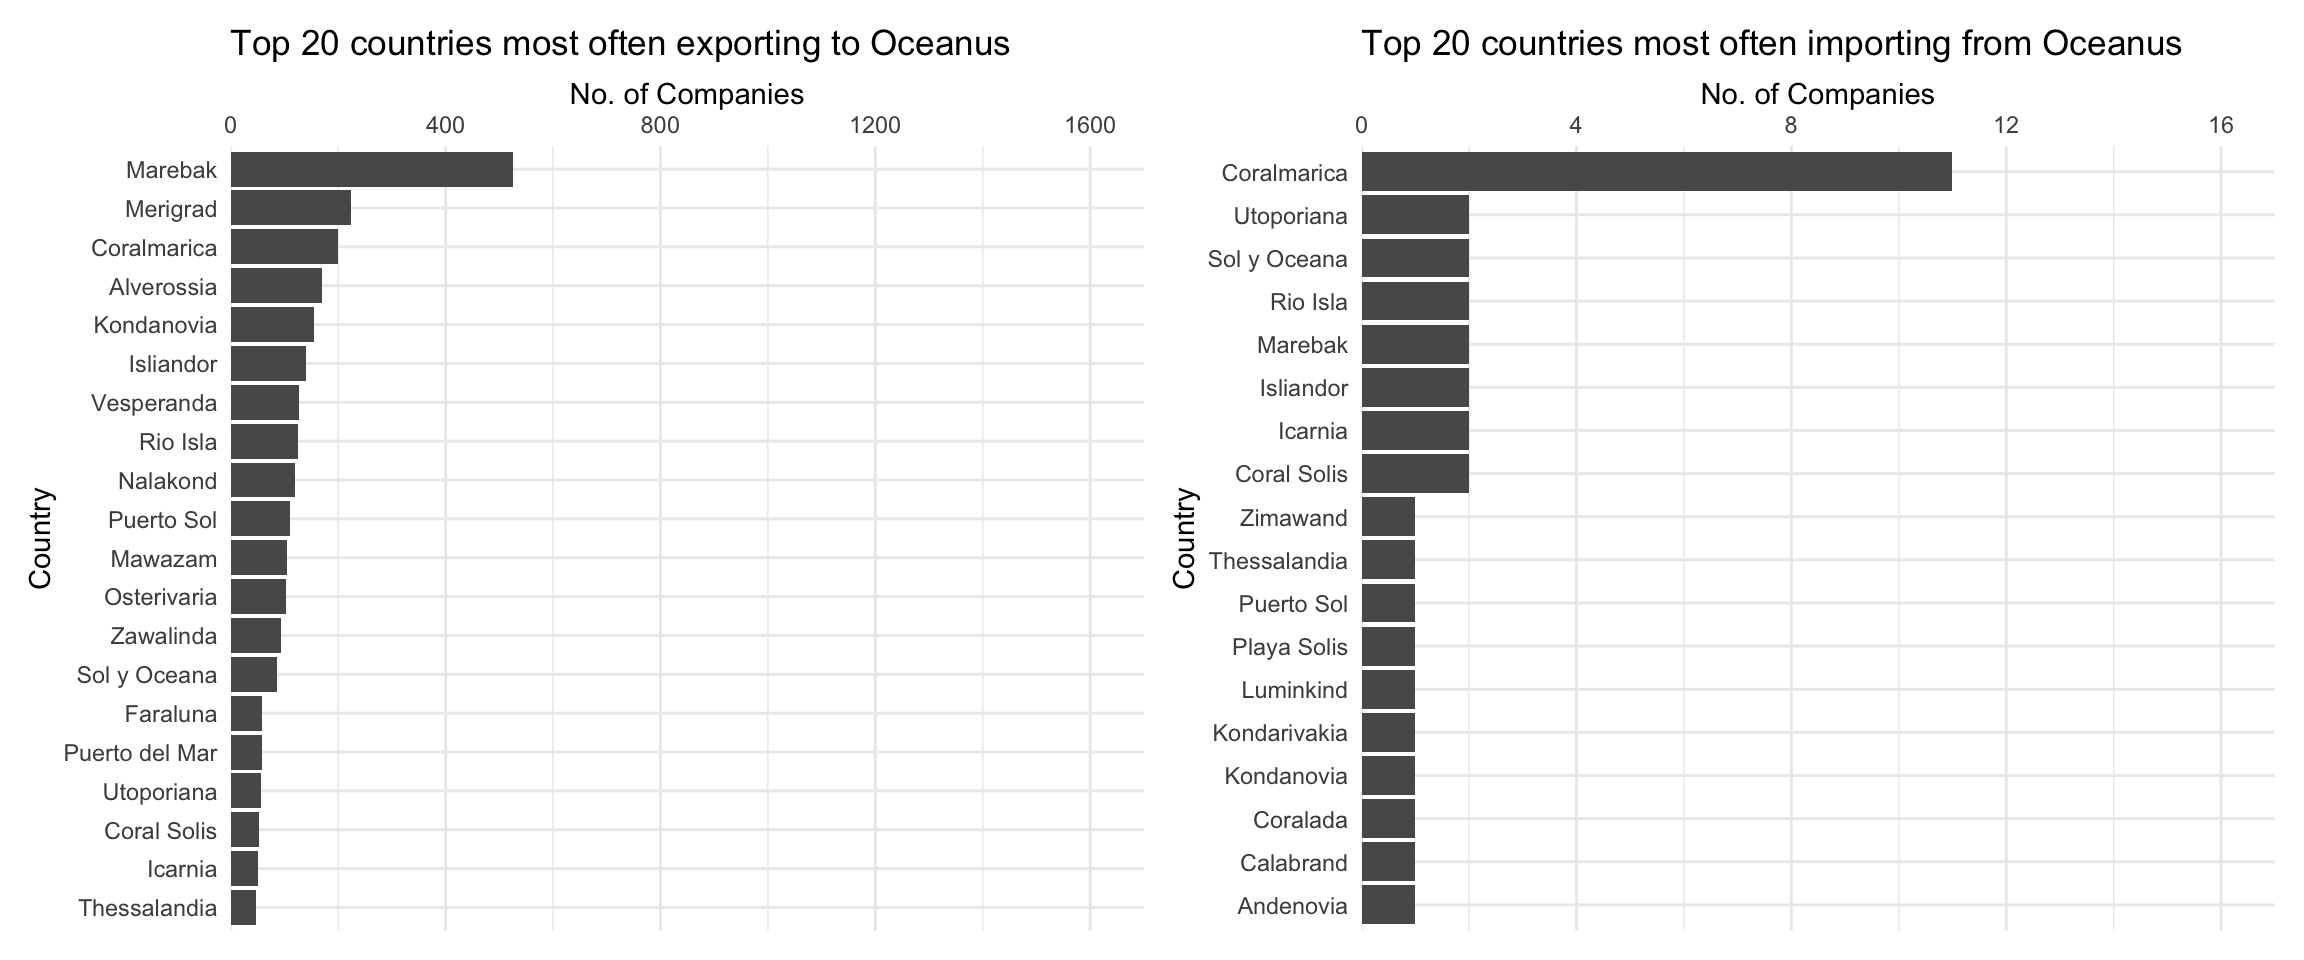 Top 20 countries most often exporting to Oceanus
No. of Companies
0 400 800 1200 1600
Marebak
Merigrad
Coralmarica
Alverossia
Kondanovia
Isliandor
Vesperanda
Rio Isla
Nalakond
Puerto Sol
Mawazam
Osterivaria
Zawalinda
Sol y Oceana
Faraluna
Puerto del Mar
Utoporiana
Coral Solis
Icarnia
Thessalandia
Country
Top 20 countries most often importing from Oceanus
No. of Companies
0 4 8 12 16
Coralmarica
Utoporiana
Sol y Oceana
Rio Isla
Marebak
Isliandor
Icarnia
Coral Solis
Zimawand
Thessalandia
Puerto Sol
Playa Solis
Luminkind
Kondarivakia
Kondanovia
Coralada
Calabrand
Andenovia
Country